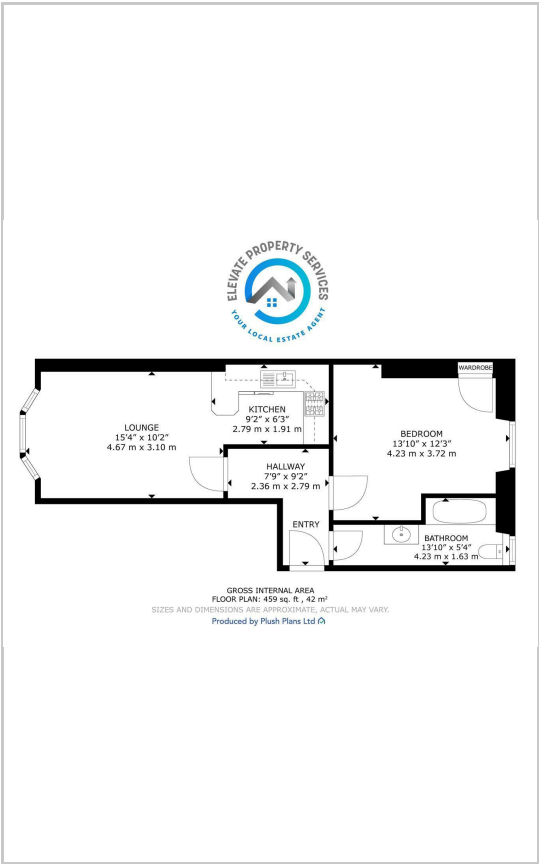 ELEVATE PROPERTY SERVICES
YOUR LOCAL ESTATE AGENT
WARDROBE
LOUNGE
15'4" x 10'2"
4.67 m x 3.10 m
KITCHEN
9'2" x 6'3"
2.79 m x 1.91 m
BEDROOM
13'10" x 12'3"
4.23 m x 3.72 m
HALLWAY
7'9" x 9'2"
2.36 m x 2.79 m
ENTRY
BATHROOM
13'10" x 5'4"
4.23 m x 1.63 m
GROSS INTERNAL AREA
FLOOR PLAN: 459 sq. ft , 42 m²
SIZES AND DIMENSIONS ARE APPROXIMATE, ACTUAL MAY VARY.
Produced by Plush Plans Ltd